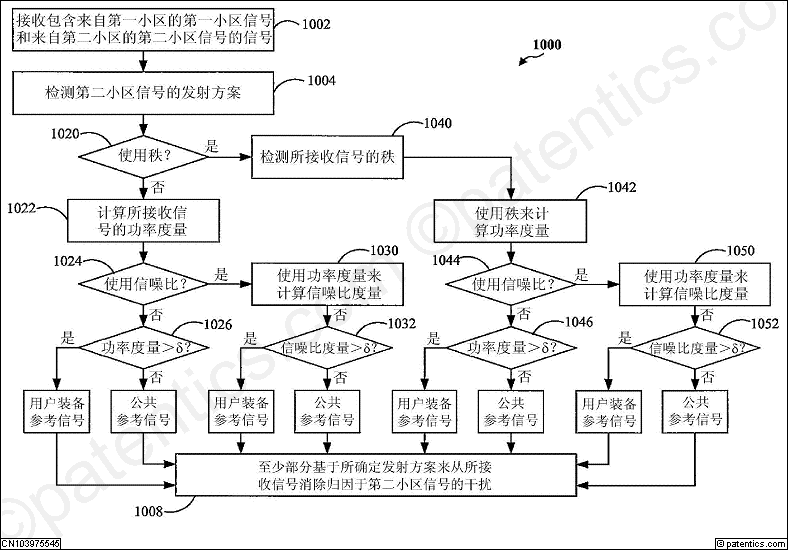 接收包含来自第一小区的第一小区信号
和来自第二小区的第二小区信号的信号
1002
1000
检测第二小区信号的发射方案
1004
1020
使用秩?
是
否
检测所接收信号的秩
1040
1022
计算所接收信
号的功率度量
使用秩来计
算功率度量
1042
1024
使用信噪比?
是
否
使用功率度量来
计算信噪比度量
1030
否
1044
使用信噪比?
是
否
使用功率度量来
计算信噪比度量
1050
否
功率度量>δ?
1026
是
否
信噪比度量>δ?
1032
是
否
功率度量>δ?
1046
是
否
信噪比度量>δ?
1052
是
否
用户装备
参考信号
公共
参考信号
用户装备
参考信号
公共
参考信号
用户装备
参考信号
公共
参考信号
用户装备
参考信号
公共
参考信号
至少部分基于所确定发射方案来从所接
收信号消除归因于第二小区信号的干扰
1008
©patentics.com
©patentics.com
CN103975545
© patentics.com